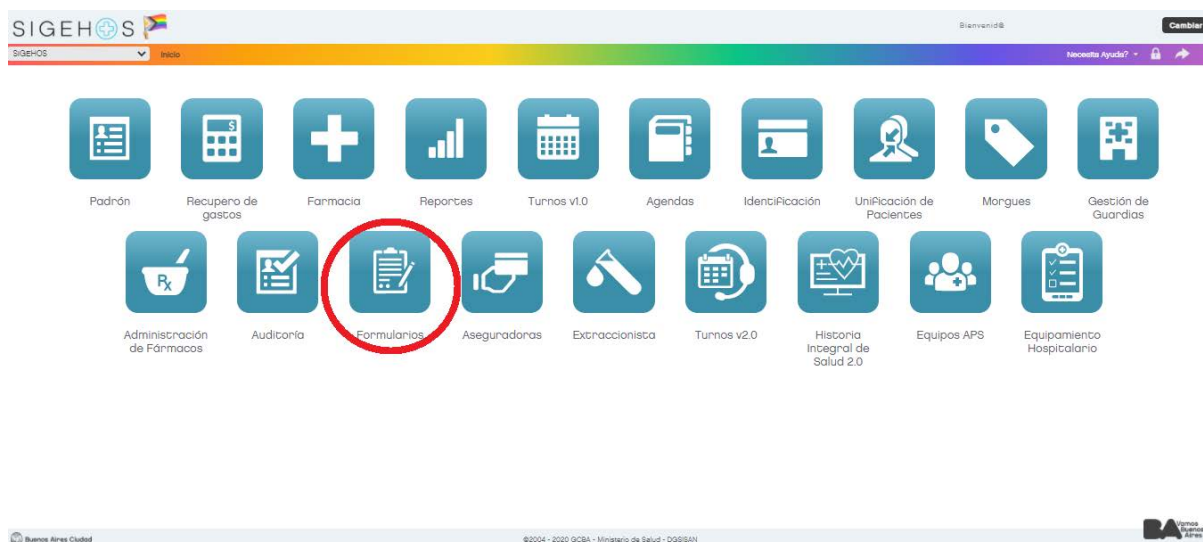 SIGEHOS
Bienvenid@
Cambiar
SIGEHOS
Inicio
Necesita Ayuda?
$
Padrón
Recupero de
gastos
Farmacia
Reportes
Turnos v1.0
Agendas
Identificación
Unificación de
Pacientes
Morgues
Gestión de
Guardias
Rx
Administración
de Fármacos
Auditoría
Formularios
Aseguradoras
Extraccionista
Turnos v2.0
Historia
Integral de
Salud 2.0
Equipos APS
Equipamiento
Hospitalario
Buenos Aires Ciudad
©2004 - 2020 GCBA - Ministerio de Salud - DGSISAN
BA
Vamos
Buenos
Aires